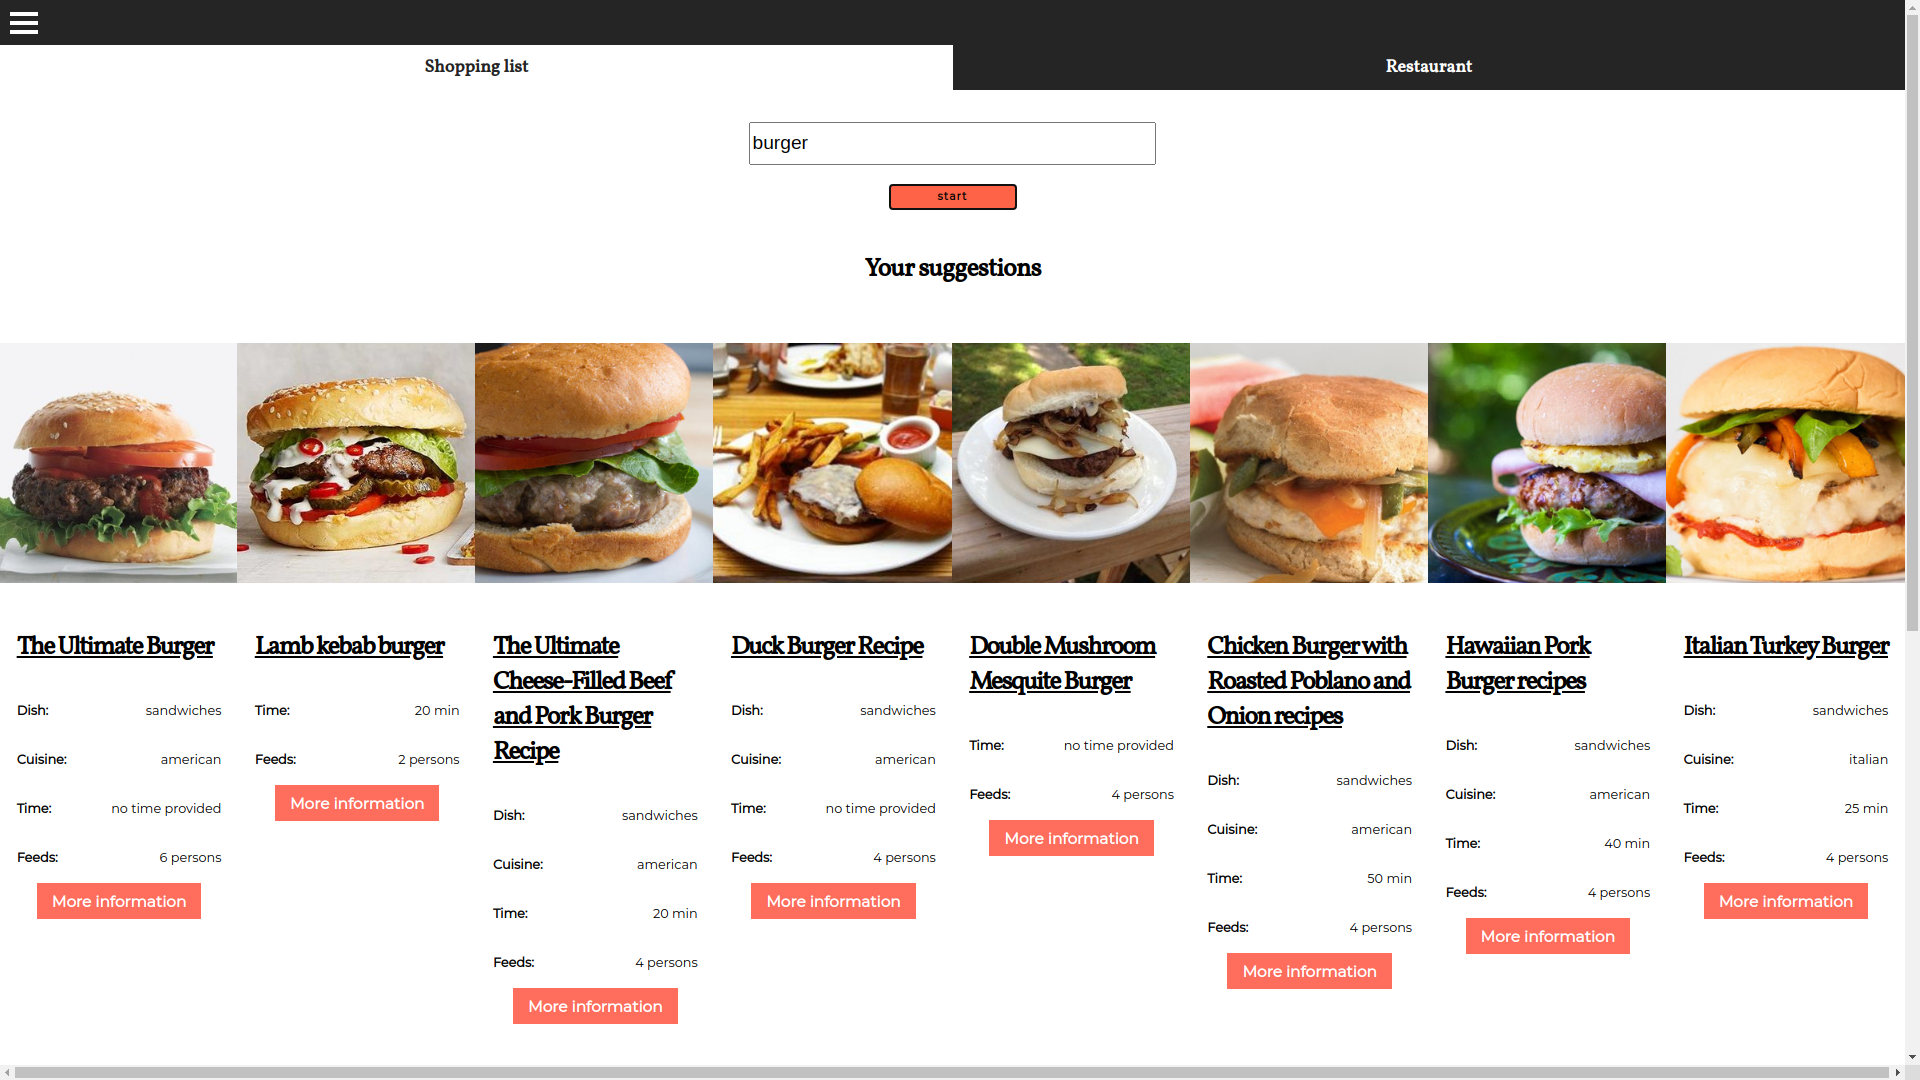 Shopping list
Restaurant
burger
start
Your suggestions
The Ultimate Burger
Dish: sandwiches
Cuisine: american
Time: no time provided
Feeds: 6 persons
More information
Lamb kebab burger
Time: 20 min
Feeds: 2 persons
More information
The Ultimate
Cheese-Filled Beef
and Pork Burger
Recipe
Dish: sandwiches
Cuisine: american
Time: 20 min
Feeds: 4 persons
More information
Duck Burger Recipe
Dish: sandwiches
Cuisine: american
Time: no time provided
Feeds: 4 persons
More information
Double Mushroom
Mesquite Burger
Time: no time provided
Feeds: 4 persons
More information
Chicken Burger with
Roasted Poblano and
Onion recipes
Dish: sandwiches
Cuisine: american
Time: 50 min
Feeds: 4 persons
More information
Hawaiian Pork
Burger recipes
Dish: sandwiches
Cuisine: american
Time: 40 min
Feeds: 4 persons
More information
Italian Turkey Burger
Dish: sandwiches
Cuisine: italian
Time: 25 min
Feeds: 4 persons
More information